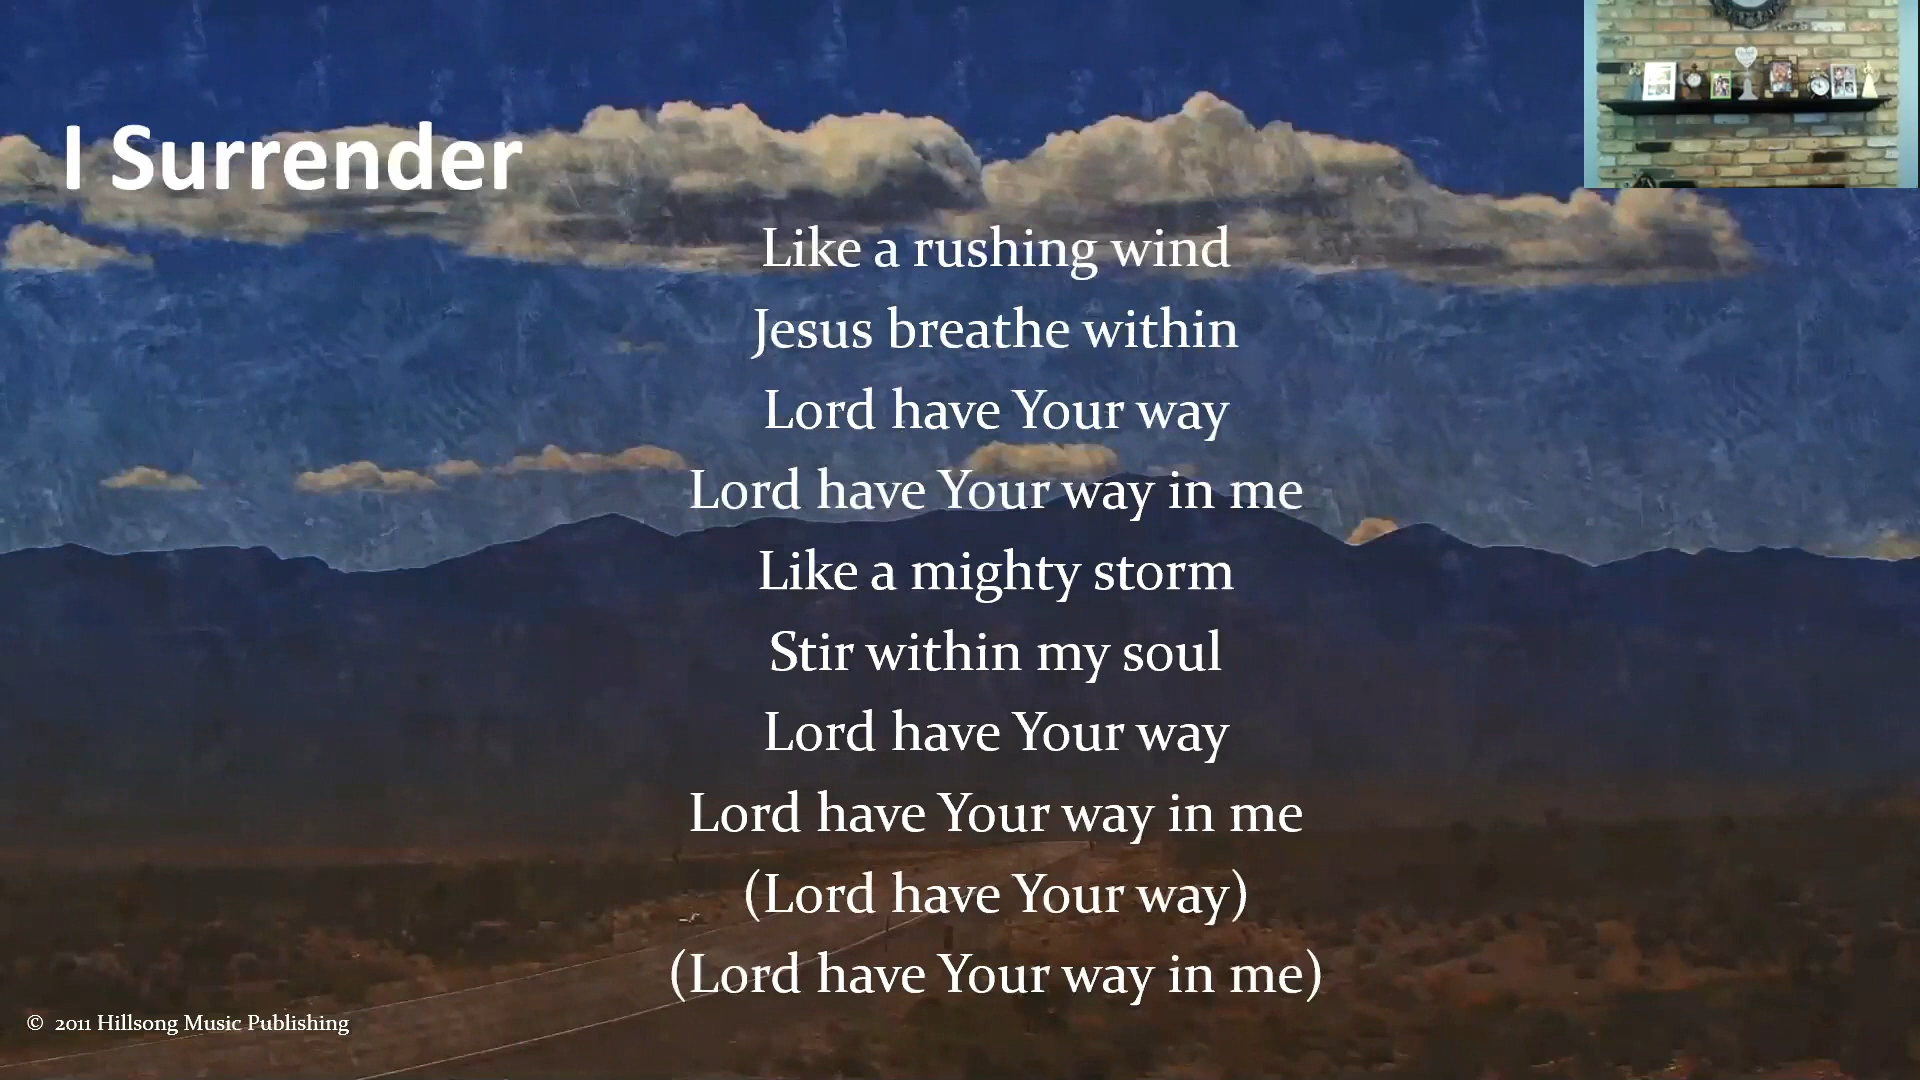 I Surrender
Like a rushing wind
Jesus breathe within
Lord have Your way
Lord have Your way in me
Like a mighty storm
Stir within my soul
Lord have Your way
Lord have Your way in me
(Lord have Your way)
(Lord have Your way in me)
© 2011 Hillsong Music Publishing